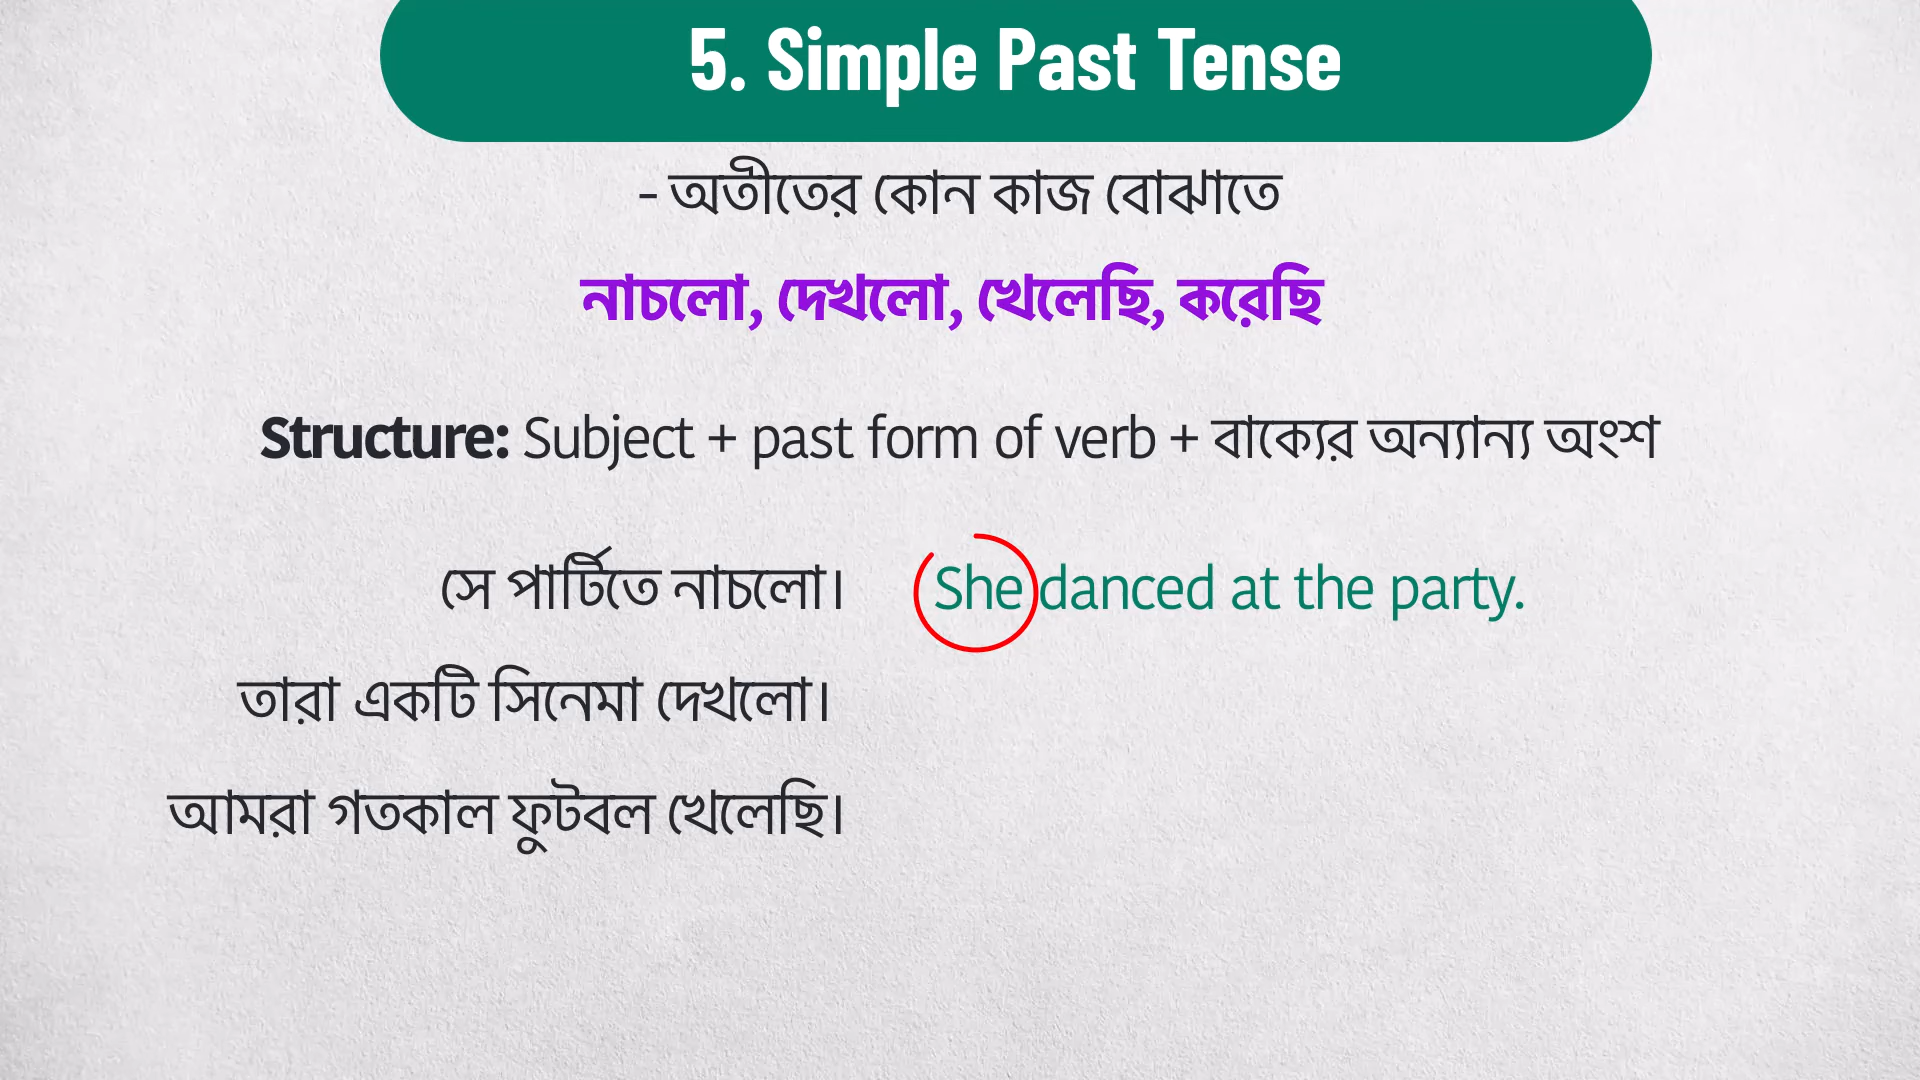 5. Simple Past Tense
- অতীতের কোন কাজ বোঝাতে
নাচলো, দেখলো, খেলেছি, করেছি
Structure: Subject + past form of verb + বাক্যের অন্যান্য অংশ
সে পার্টিতে নাচলো। She danced at the party.
তারা একটি সিনেমা দেখলো।
আমরা গতকাল ফুটবল খেলেছি।